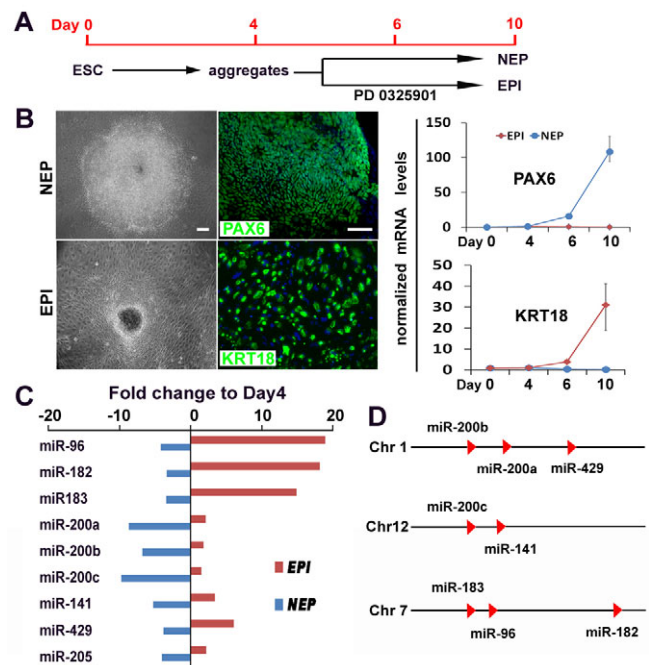 A
Day 0 4 6 10
ESC aggregates NEP
EPI
PD 0325901
B
NEP
PAX6
EPI
KRT18
normalized mRNA levels
EPI NEP
150
100
50
0
PAX6
Day 0 4 6 10
50
40
30
20
10
0
KRT18
Day 0 4 6 10
C
Fold change to Day4
-20 -10 0 10 20
miR-96
miR-182
miR183
miR-200a
miR-200b
miR-200c
miR-141
miR-429
miR-205
EPI
NEP
D
miR-200b
Chr 1
miR-200a miR-429
miR-200c
Chr12
miR-141
miR-183
Chr 7
miR-96 miR-182